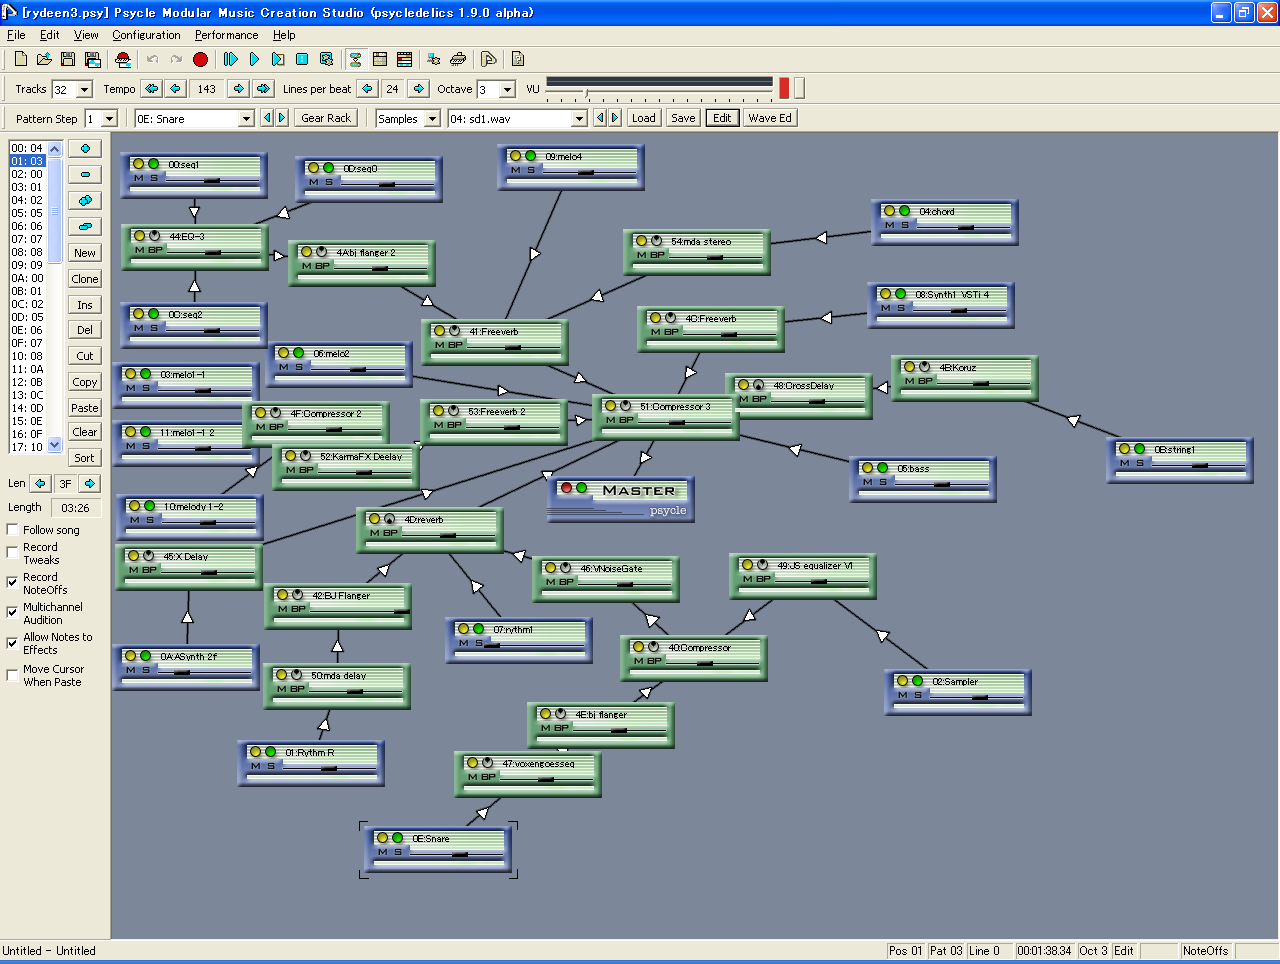 [rydeen3.psy] Psycle Modular Music Creation Studio (psycledelics 1.9.0 alpha)
File Edit View Configuration Performance Help
Tracks 32 Tempo 143 Lines per beat 24 Octave 3 VU
Pattern Step 1 0E: Snare Gear Rack Samples 04: sd1.wav Load Save Edit Wave Ed
00: 04
01: 03
02: 00
03: 01
04: 02
05: 05
06: 06
07: 07
08: 08
09: 09
0A: 00
0B: 01
0C: 02
0D: 05
0E: 06
0F: 07
10: 08
11: 0A
12: 0B
13: 0C
14: 0D
15: 0E
16: 0F
17: 10
New
Clone
Ins
Del
Cut
Copy
Paste
Clear
Sort
Len 3F
Length 03:26
Follow song
Record
Tweaks
Record
NoteOffs
Multichannel
Audition
Allow Notes to
Effects
Move Cursor
When Paste
00:seq1
M S
0D:seq0
M S
09:melo4
M S
04:chord
M S
44:EQ-3
M BP
4A:bj flanger 2
M BP
54:mda stereo
M BP
08:Synth1 VSTi 4
M S
0C:seq2
M S
41:Freeverb
M BP
4C:Freeverb
M BP
06:melo2
M S
03:melo1-1
M S
48:CrossDelay
M BP
4B:Koruz
M BP
4F:Compressor 2
M BP
53:Freeverb 2
M BP
51:Compressor 3
M BP
11:melo1-1 2
M S
52:KarmaFX Deelay
M BP
0B:string1
M S
05:bass
M S
MASTER
psycle
10:melody 1-2
M S
4D:reverb
M BP
45:X Delay
M BP
46:VNoiseGate
M BP
49:JS equalizer V1
M BP
42:BJ Flanger
M BP
07:rythm1
M S
40:Compressor
M BP
0A:ASynth 2f
M S
50:mda delay
M BP
02:Sampler
M S
4E:bj flanger
M BP
01:Rythm R
M S
47:voxengoesseq
M BP
0E:Snare
M S
Untitled - Untitled Pos 01 Pat 03 Line 0 00:01:38.34 Oct 3 Edit NoteOffs